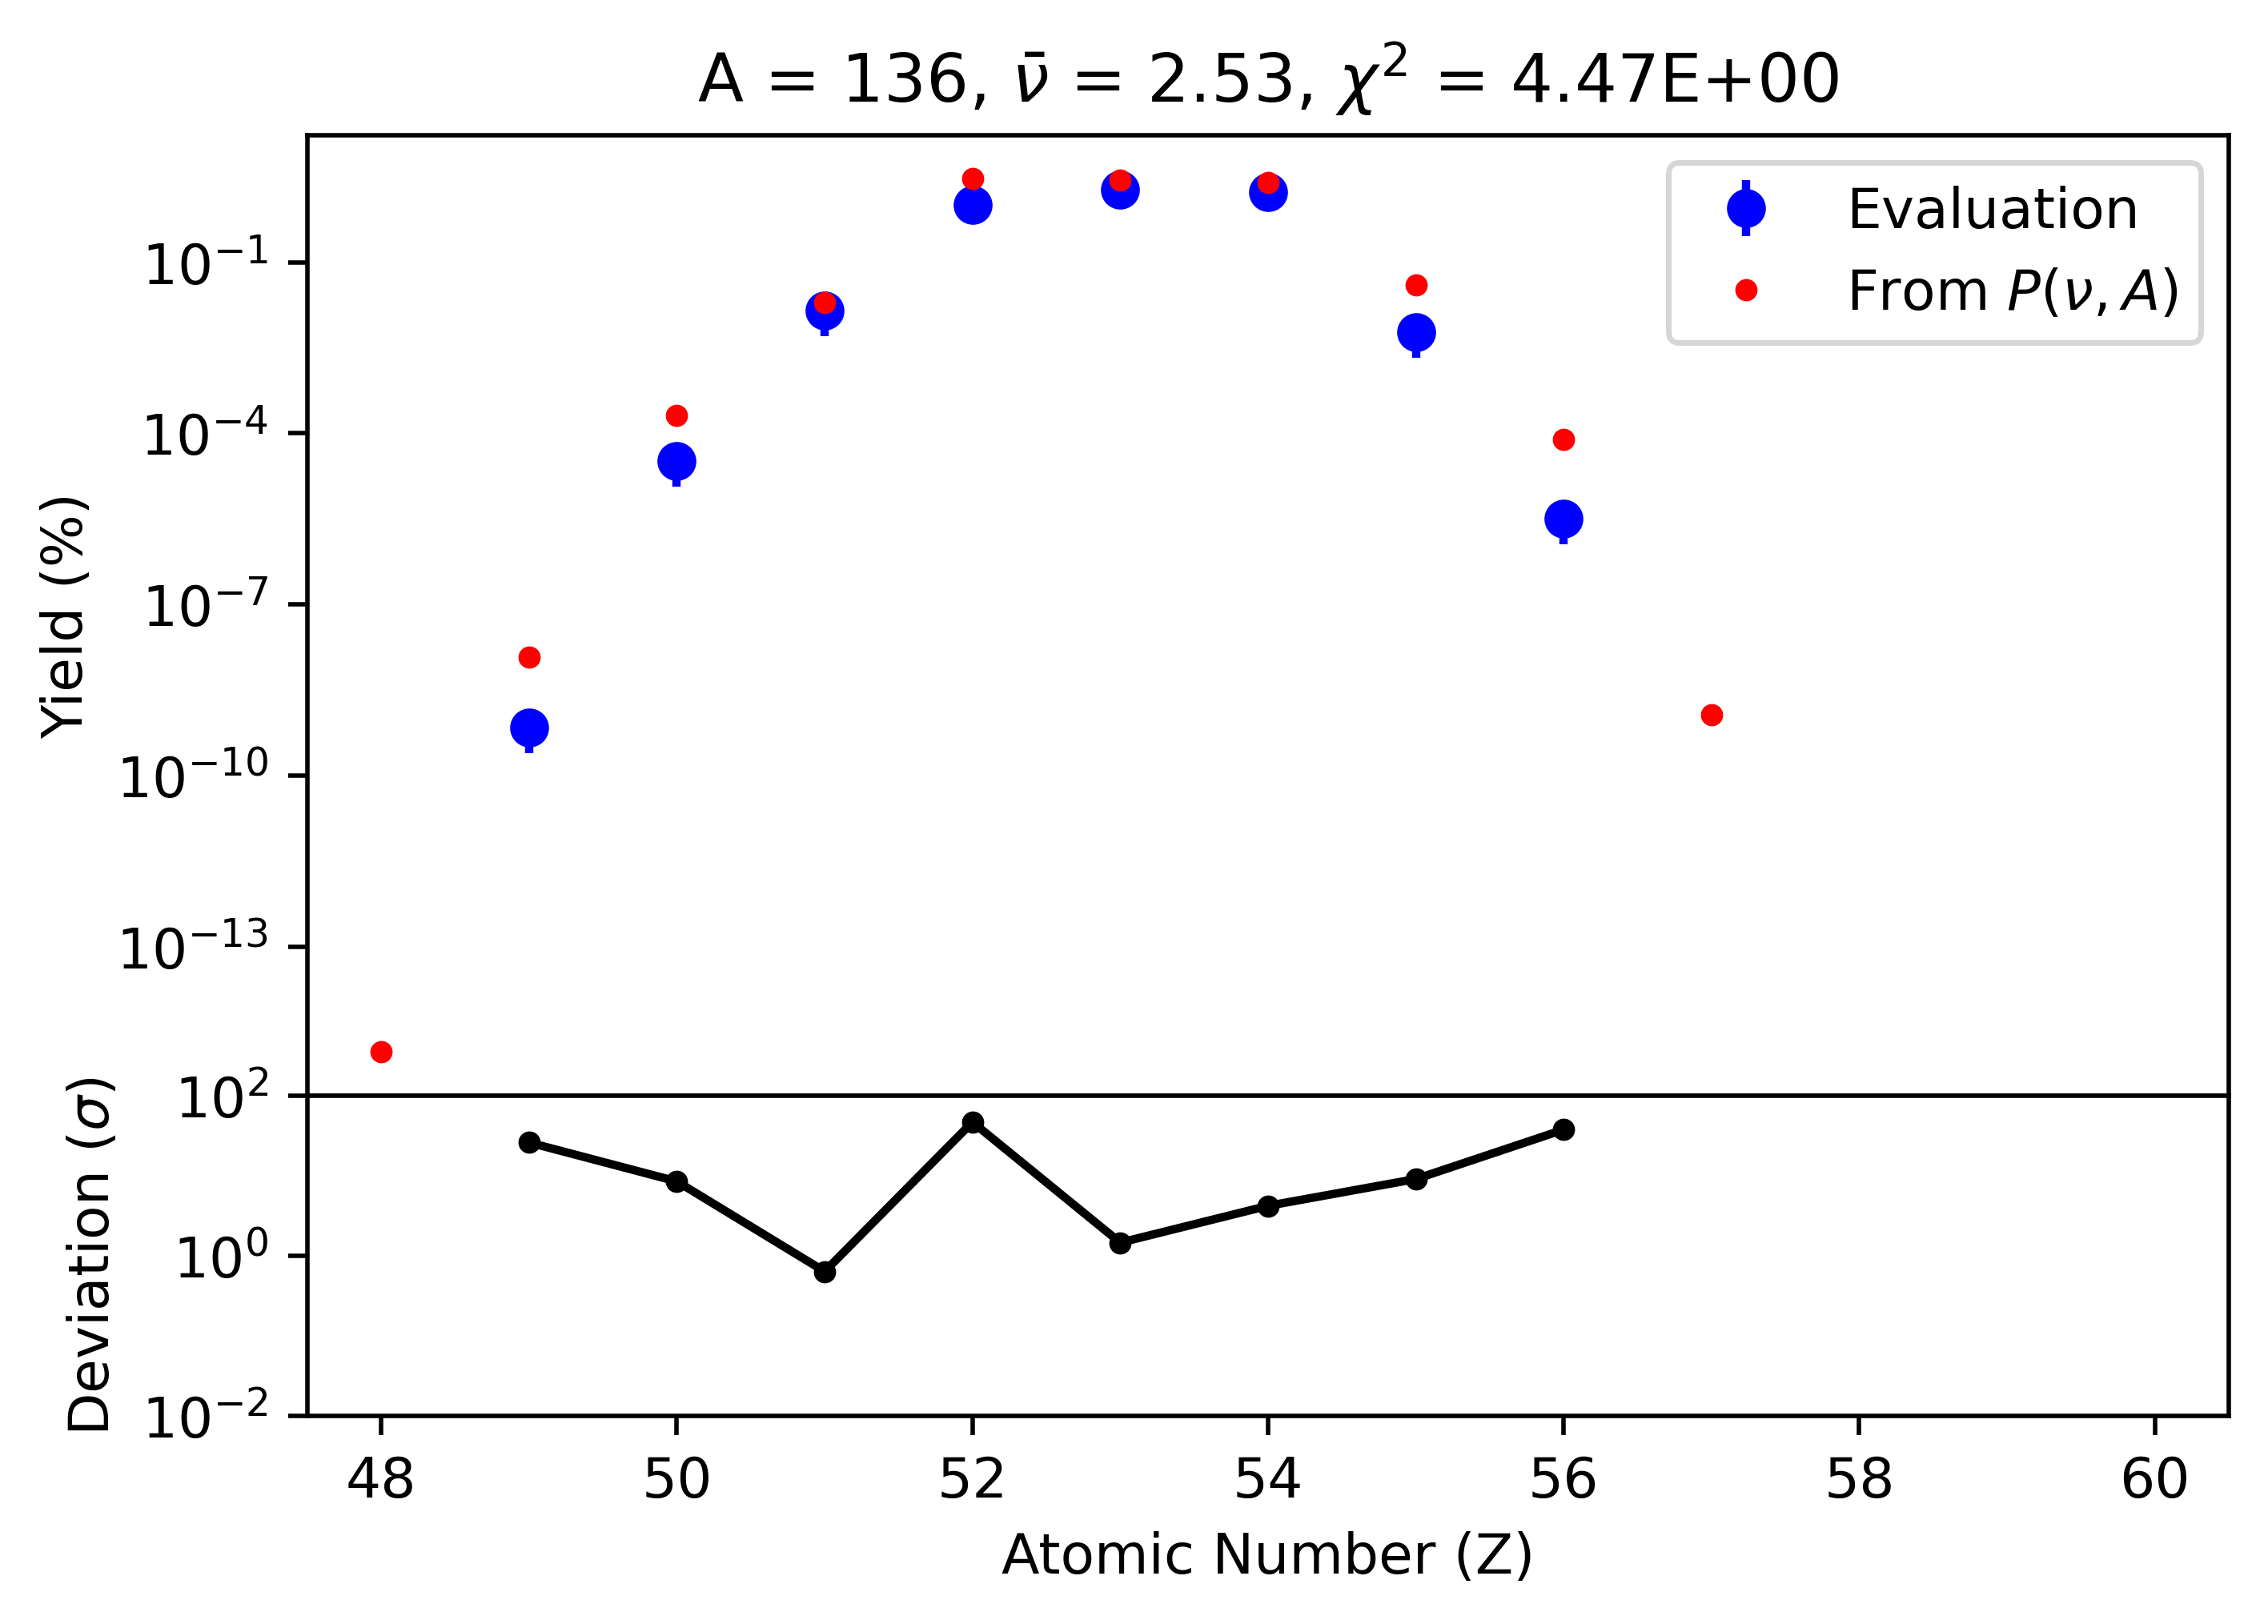 A = 136, ν̄ = 2.53, χ² = 4.47E+00
Evaluation
From P(ν, A)
Yield (%)
10⁻¹
10⁻⁴
10⁻⁷
10⁻¹⁰
10⁻¹³
Deviation (σ)
10²
10⁰
10⁻²
48 50 52 54 56 58 60
Atomic Number (Z)